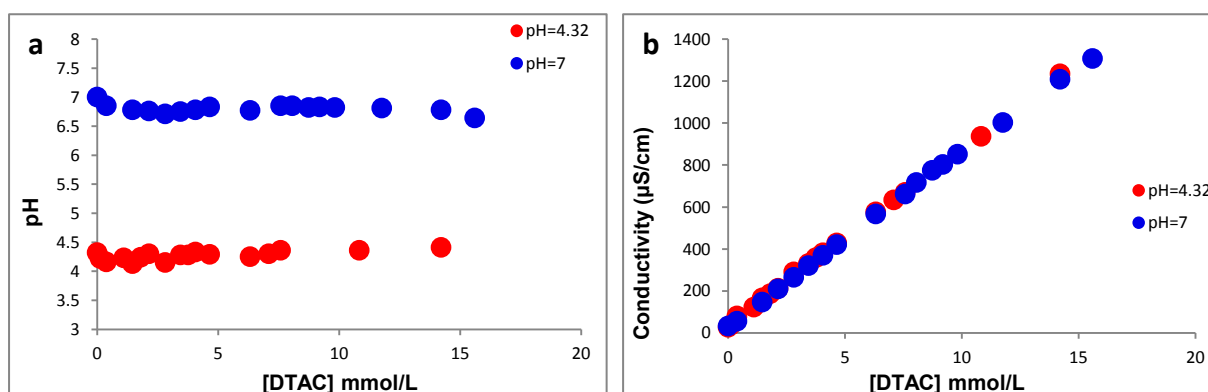 a
pH=4.32
pH=7
8
7.5
7
6.5
6
5.5
5
4.5
4
3.5
3
pH
0 5 10 15 20
[DTAC] mmol/L
b
1400
1200
1000
800
600
400
200
0
Conductivity (µS/cm)
pH=4.32
pH=7
0 5 10 15 20
[DTAC] mmol/L